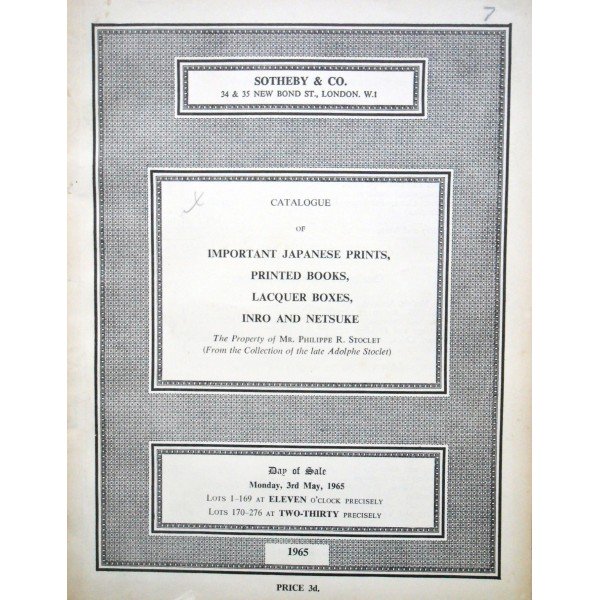 7
SOTHEBY & CO.
34 & 35 NEW BOND ST., LONDON. W.1
X
CATALOGUE
OF
IMPORTANT JAPANESE PRINTS,
PRINTED BOOKS,
LACQUER BOXES,
INRO AND NETSUKE
The Property of MR. PHILIPPE R. STOCLET
(From the Collection of the late Adolphe Stoclet)
Day of Sale
Monday, 3rd May, 1965
LOTS 1–169 AT ELEVEN O'CLOCK PRECISELY
LOTS 170–276 AT TWO-THIRTY PRECISELY
1965
PRICE 3d.